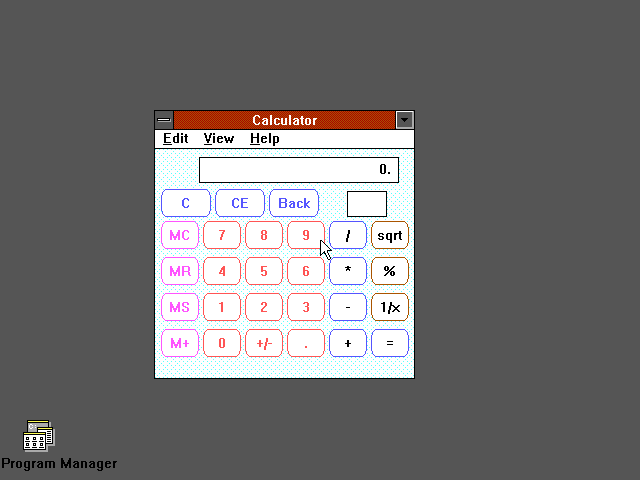 Calculator
Edit View Help
0.
C CE Back
MC 7 8 9 / sqrt
MR 4 5 6 * %
MS 1 2 3 - 1/x
M+ 0 +/- . + =
Program Manager